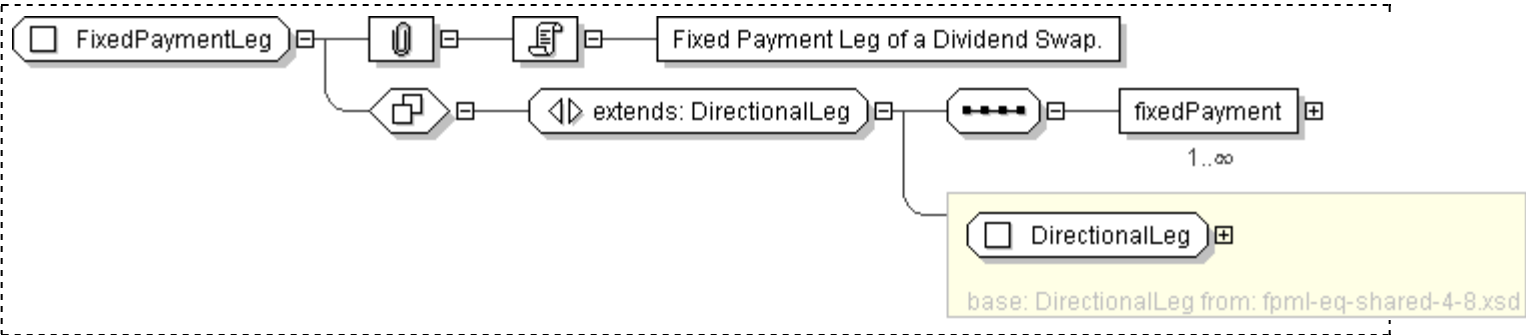 FixedPaymentLeg
Fixed Payment Leg of a Dividend Swap.
extends: DirectionalLeg
fixedPayment
1..∞
DirectionalLeg
base: DirectionalLeg from: fpml-eq-shared-4-8.xsd